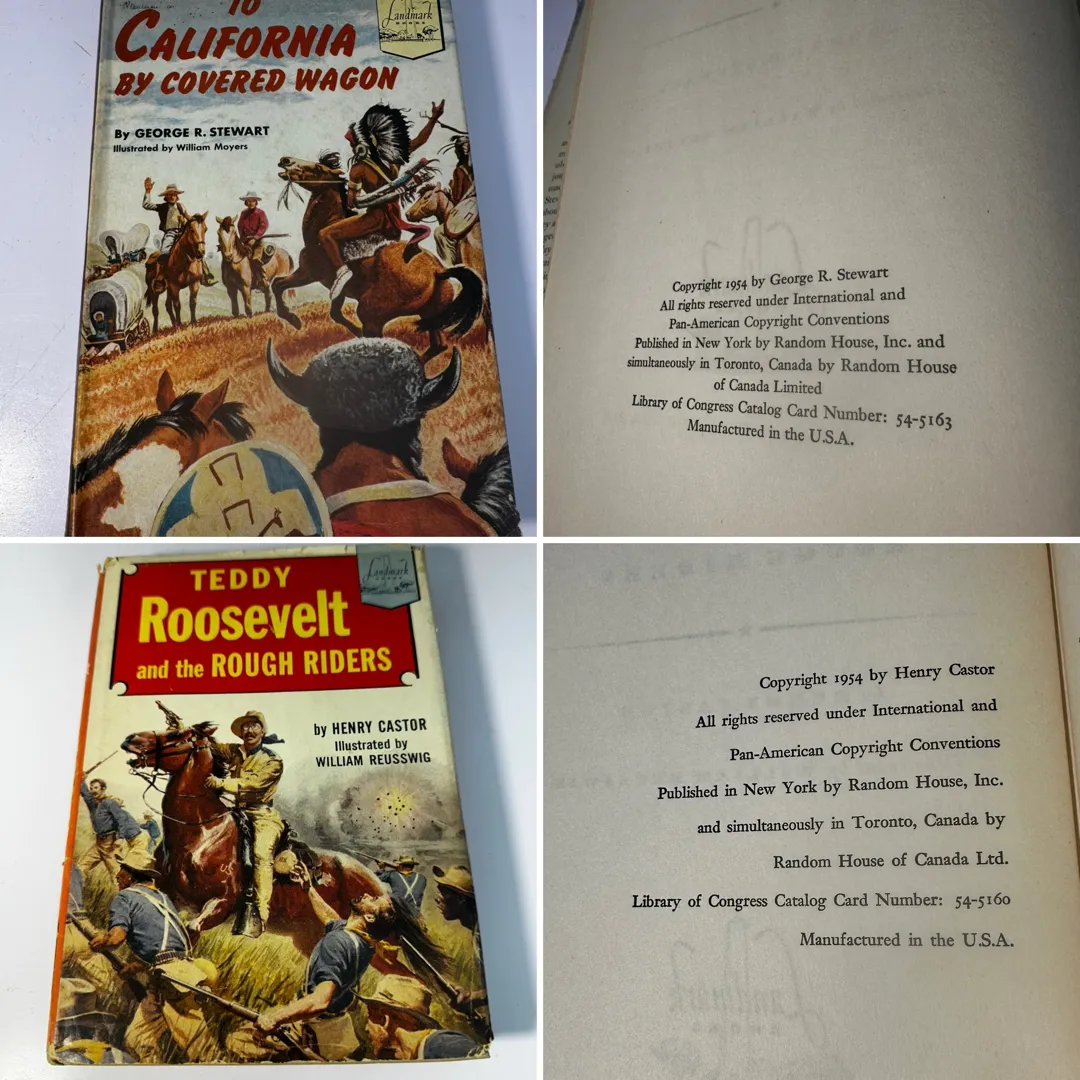 TO
CALIFORNIA
BY COVERED WAGON
Landmark
BOOKS
By GEORGE R. STEWART
Illustrated by William Moyers
Copyright 1954 by George R. Stewart
All rights reserved under International and
Pan-American Copyright Conventions
Published in New York by Random House, Inc. and
simultaneously in Toronto, Canada by Random House
of Canada Limited
Library of Congress Catalog Card Number: 54-5163
Manufactured in the U.S.A.
TEDDY
Roosevelt
and the ROUGH RIDERS
Landmark
BOOKS
by HENRY CASTOR
Illustrated by
WILLIAM REUSSWIG
Copyright 1954 by Henry Castor
All rights reserved under International and
Pan-American Copyright Conventions
Published in New York by Random House, Inc.
and simultaneously in Toronto, Canada by
Random House of Canada Ltd.
Library of Congress Catalog Card Number: 54-5160
Manufactured in the U.S.A.